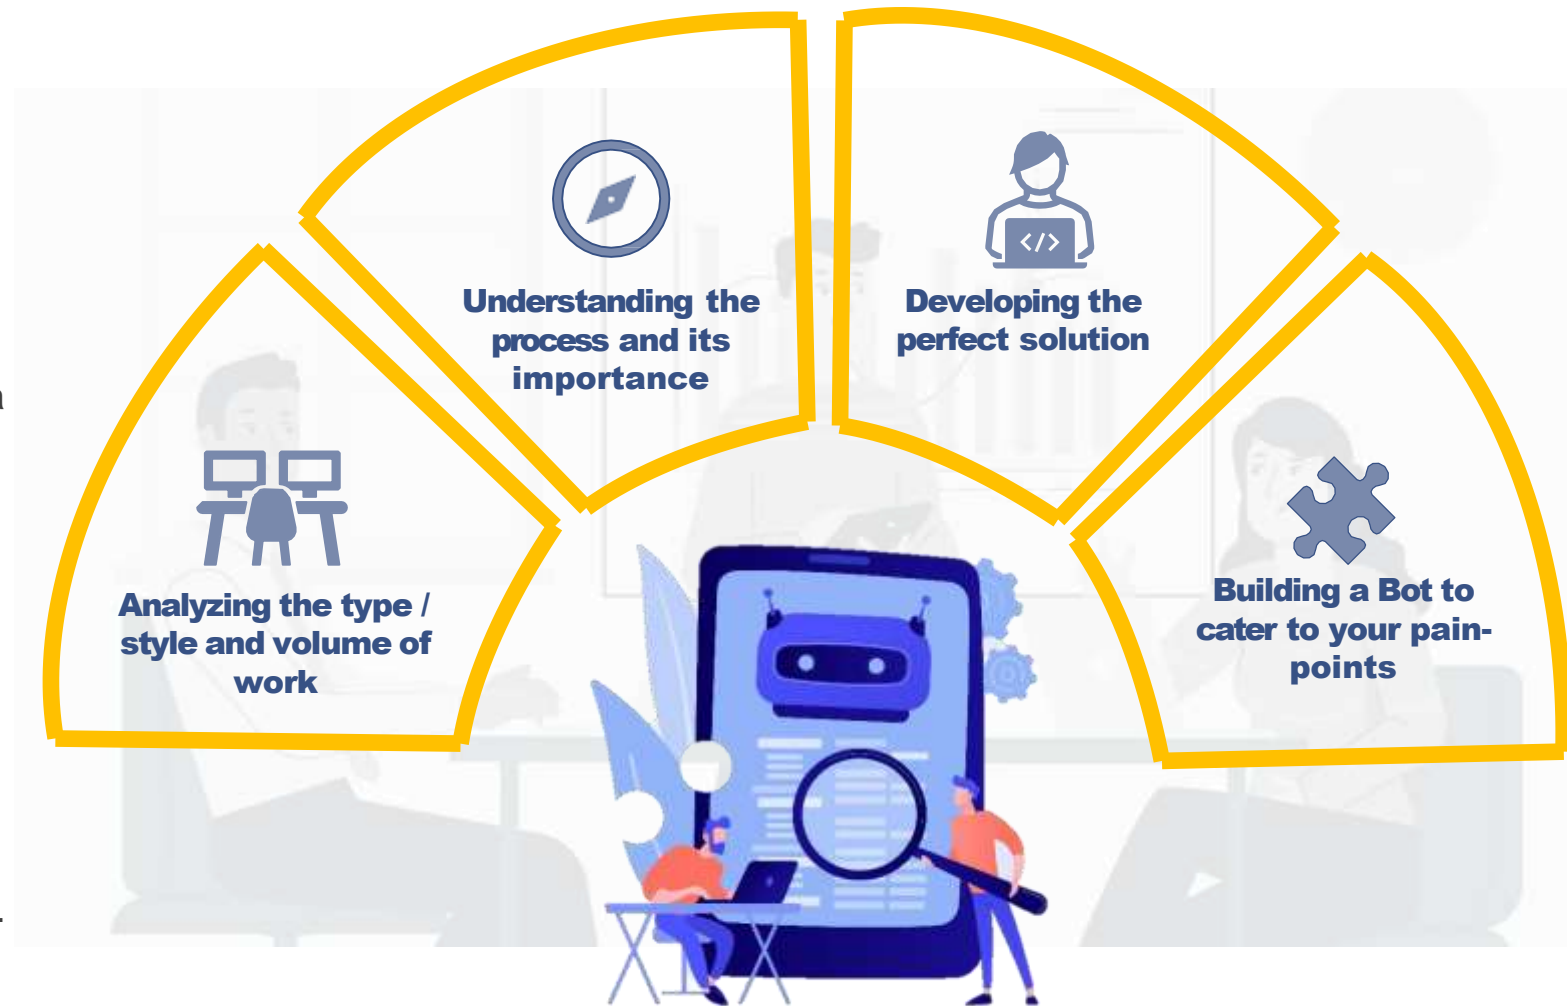 Understanding the
process and its
importance
Developing the
perfect solution
Analyzing the type /
style and volume of
work
Building a Bot to
cater to your pain-
points
</>